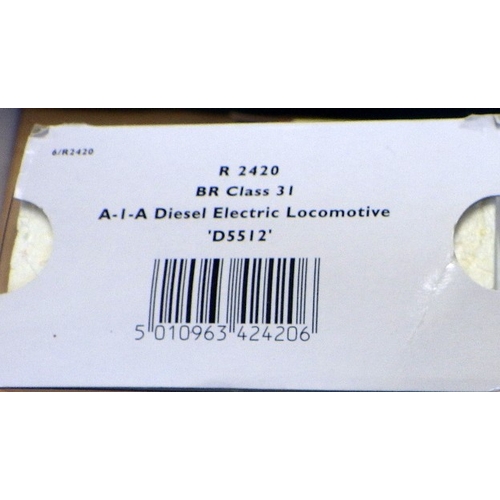 6/R2420
R 2420
BR Class 31
A-1-A Diesel Electric Locomotive
'D5512'
5 010963 424206